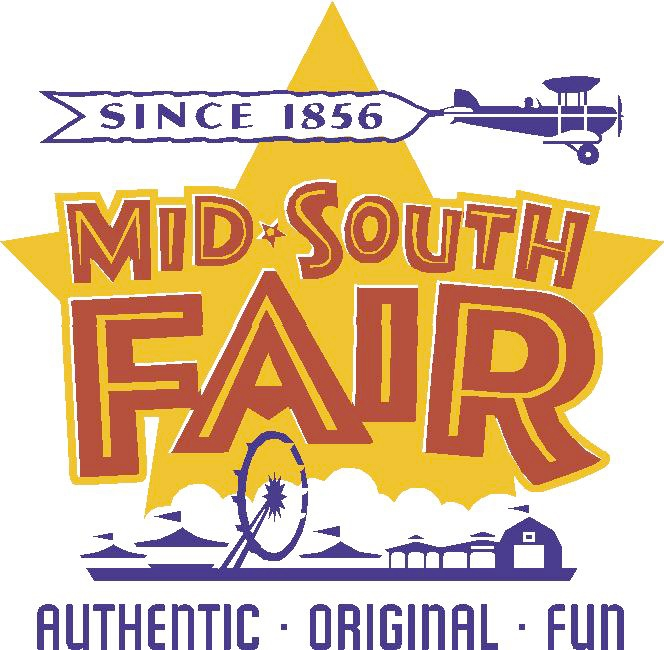 SINCE 1856
MID★SOUTH
FAIR
AUTHENTIC · ORIGINAL · FUN